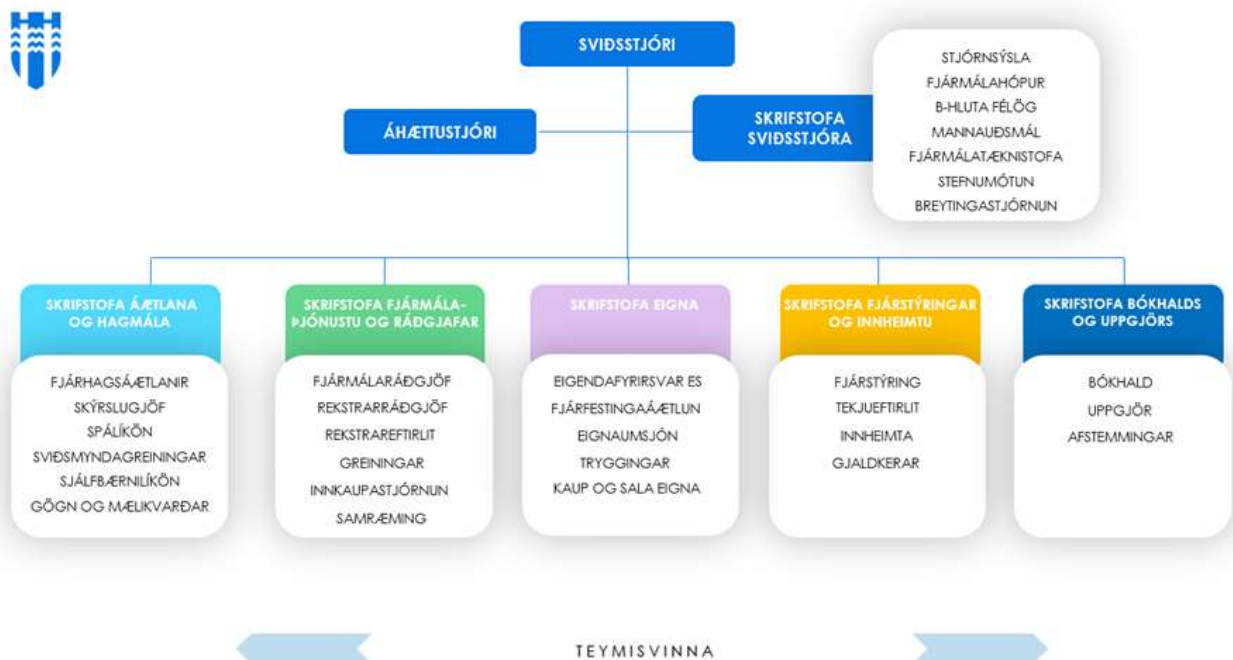 SVIÐSSTJÓRI
ÁHÆTTUSTJÓRI
SKRIFSTOFA
SVIÐSSTJÓRA
STJÓRNSÝSLA
FJÁRMÁLAHÓPUR
B-HLUTA FÉLÖG
MANNAUÐSMÁL
FJÁRMÁLATÆKNISTOFA
STEFNUMÓTUN
BREYTINGASTJÓRNUN
SKRIFSTOFA ÁÆTLANA
OG HAGMÁLA
FJÁRHAGSÁÆTLANIR
SKÝRSLUGJÖF
SPÁLÍKÖN
SVIÐSMYNDAGREININGAR
SJÁLFBÆRNILÍKÖN
GÖGN OG MÆLIKVARÐAR
SKRIFSTOFA FJÁRMÁLA-
ÞJÓNUSTU OG RÁÐGJAFAR
FJÁRMÁLARÁÐGJÖF
REKSTRARRÁÐGJÖF
REKSTRAREFTIRLIT
GREININGAR
INNKAUPASTJÓRNUN
SAMRÆMING
SKRIFSTOFA EIGNA
EIGENDAFYRIRSVAR ES
FJÁRFESTINGAÁÆTLUN
EIGNAUMSJÓN
TRYGGINGAR
KAUP OG SALA EIGNA
SKRIFSTOFA FJÁRSTÝRINGAR
OG INNHEIMTU
FJÁRSTÝRING
TEKJUEFTIRLIT
INNHEIMTA
GJALDKERAR
SKRIFSTOFA BÓKHALDS
OG UPPGJÖRS
BÓKHALD
UPPGJÖR
AFSTEMMINGAR
TEYMISVINNA